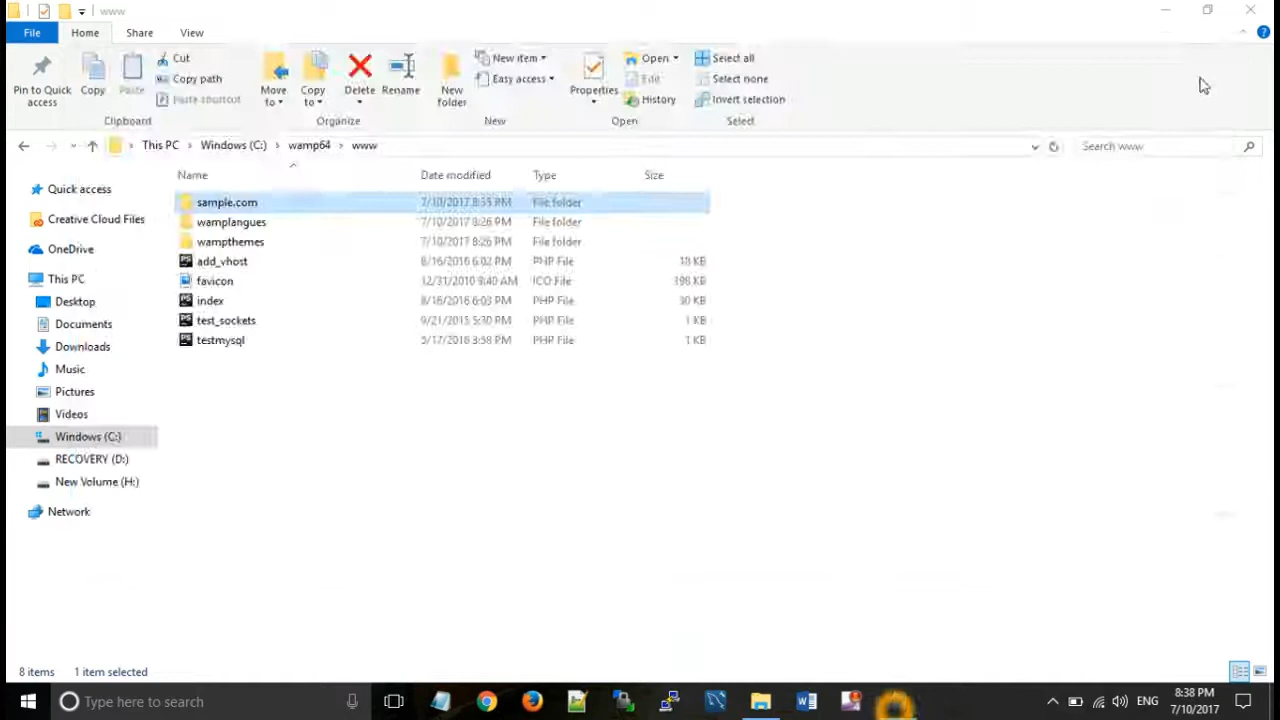 www
File Home Share View
Pin to Quick access
Copy
Paste
Cut
Copy path
Paste shortcut
Clipboard
Move to
Copy to
Delete
Rename
Organize
New folder
New item
Easy access
New
Properties
Open
Edit
History
Open
Select all
Select none
Invert selection
Select
This PC Windows (C:) wamp64 www
Search www
Name Date modified Type Size
sample.com 7/10/2017 8:35 PM File folder
wamplangues 7/10/2017 8:26 PM File folder
wampthemes 7/10/2017 8:26 PM File folder
add_vhost 8/16/2016 6:02 PM PHP File 18 KB
favicon 12/31/2010 9:40 AM ICO File 198 KB
index 8/16/2016 6:03 PM PHP File 30 KB
test_sockets 9/21/2015 5:30 PM PHP File 1 KB
testmysql 5/17/2016 3:58 PM PHP File 1 KB
Quick access
Creative Cloud Files
OneDrive
This PC
Desktop
Documents
Downloads
Music
Pictures
Videos
Windows (C:)
RECOVERY (D:)
New Volume (H:)
Network
8 items 1 item selected
Type here to search
ENG
8:38 PM
7/10/2017